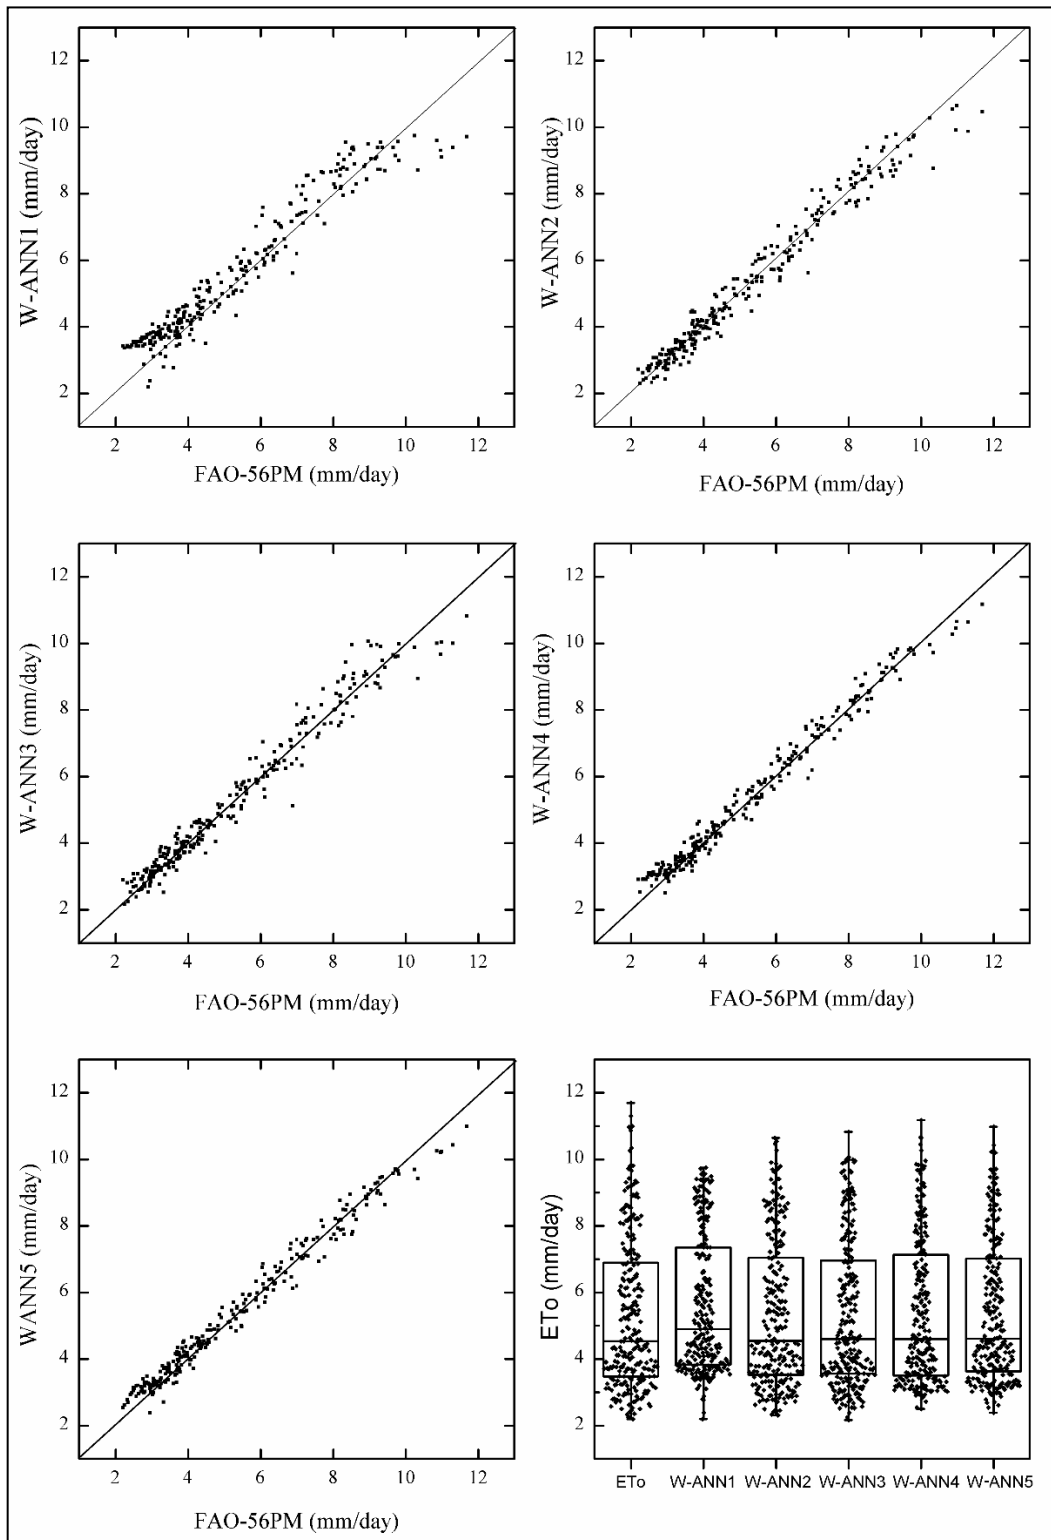 12
10
8
6
4
2
W-ANN1 (mm/day)
2 4 6 8 10 12
FAO-56PM (mm/day)
12
10
8
6
4
2
W-ANN2 (mm/day)
2 4 6 8 10 12
FAO-56PM (mm/day)
12
10
8
6
4
2
W-ANN3 (mm/day)
2 4 6 8 10 12
FAO-56PM (mm/day)
12
10
8
6
4
2
W-ANN4 (mm/day)
2 4 6 8 10 12
FAO-56PM (mm/day)
12
10
8
6
4
2
WANN5 (mm/day)
2 4 6 8 10 12
FAO-56PM (mm/day)
12
10
8
6
4
2
ETo (mm/day)
ETo W-ANN1 W-ANN2 W-ANN3 W-ANN4 W-ANN5